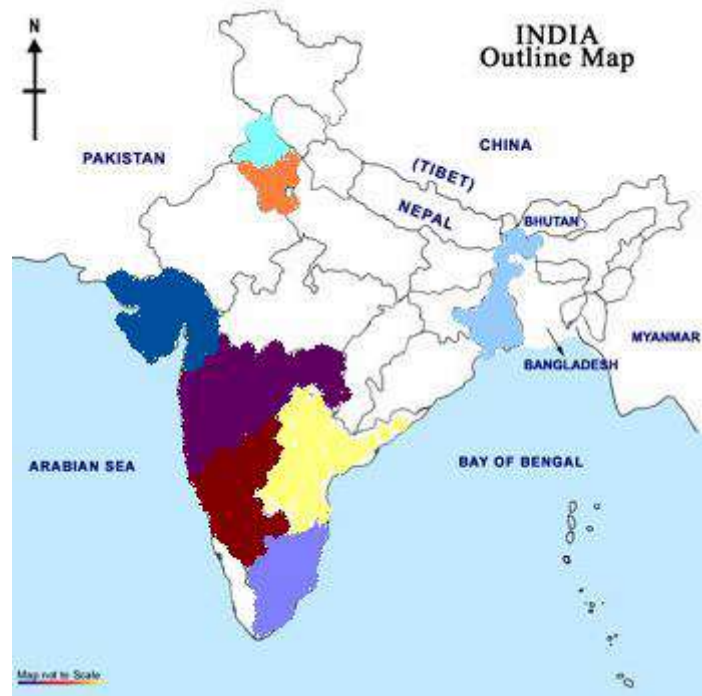 INDIA
Outline Map
N
CHINA
PAKISTAN
(TIBET)
NEPAL
BHUTAN
MYANMAR
BANGLADESH
ARABIAN SEA
BAY OF BENGAL
Map not to Scale